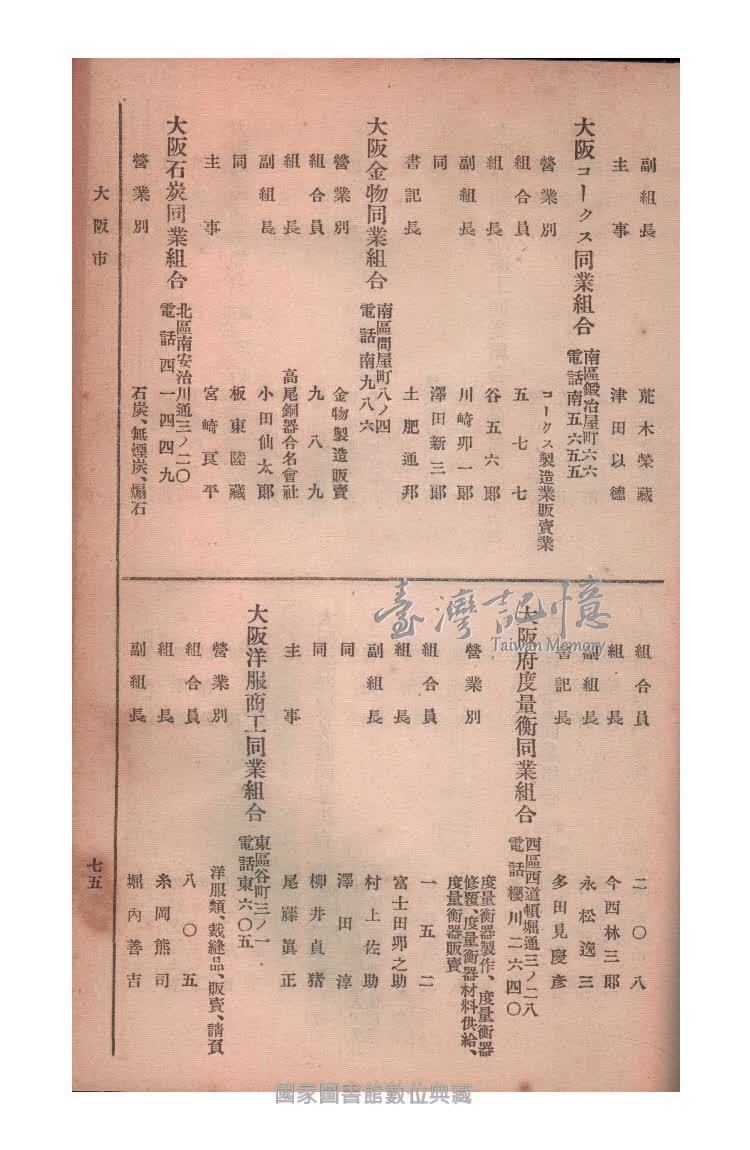 副組長 荒木榮藏
主事 津田以德
大阪コークス同業組合 南區鍛冶屋町六六
電話南五六五五
營業別 コークス製造業販賣業
組合員 五七七
組長 谷五六郎
副組長 川崎卯一郎
同 澤田新三郎
書記長 土肥通邦
大阪金物同業組合 南區問屋町八ノ四
電話南九八六
營業別 金物製造販賣
組合員 九八九
組長 高尾銅器合名會社
副組長 小田仙太郞
同 板東陸藏
主事 宮崎良平
大阪石炭同業組合 北區南安治川通三ノ二〇
電話西一四四九
營業別 石炭、無煙炭、煽石
組合員 二〇八
組長 今西林三郞
副組長 永松逸三
書記長 多田見慶彥
大阪府度量衡同業組合 西區西道頓堀通三ノ二八
電話櫻川二六四〇
營業別 度量衡器製作、度量衡器
修覆、度量衡器材料供給、
度量衡器販賣
組合員 一五二
組長 富士田卯之助
副組長 村上佐助
同 澤田淳
同 柳井貞猪
主事 尾藤眞正
大阪洋服商工同業組合 東區谷町三ノ一
電話東六〇五
營業別 洋服類、裁縫品、販賣、請負
組合員 八〇五
組長 糸岡熊司
副組長 堀內善吉
大阪市
七五
臺灣記憶
Taiwan Memory
國家圖書館數位典藏